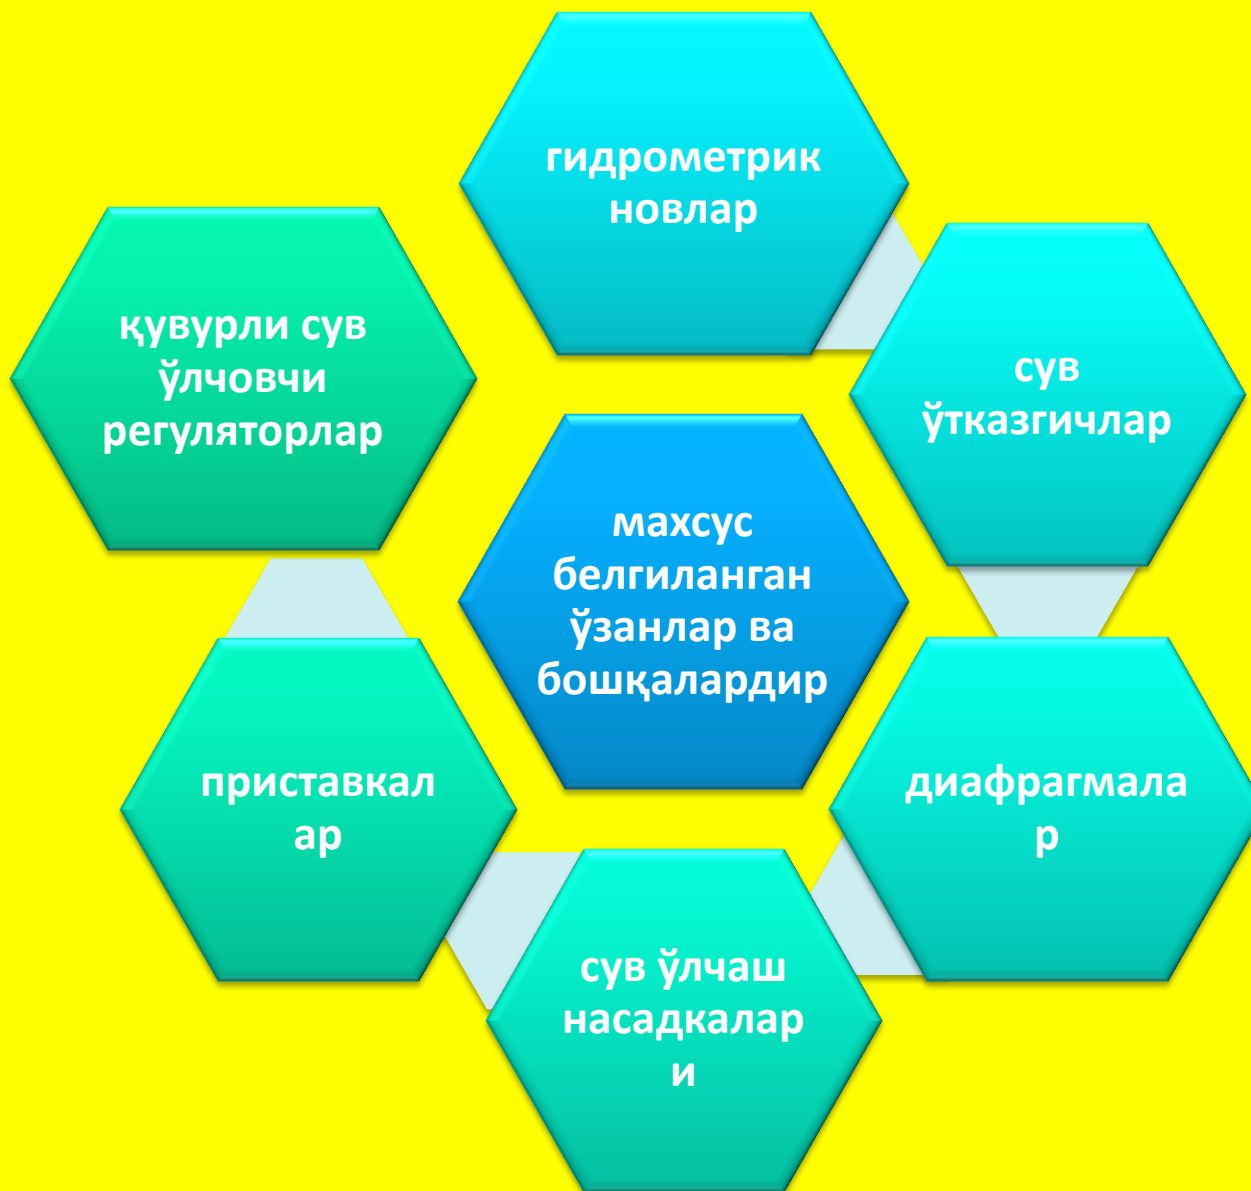 гидрометрик
новлар
сув
ўтказгичлар
диафрагмала
р
сув ўлчаш
насадкалар
и
приставкал
ар
қувурли сув
ўлчовчи
регуляторлар
махсус
белгиланган
ўзанлар ва
бошқалардир